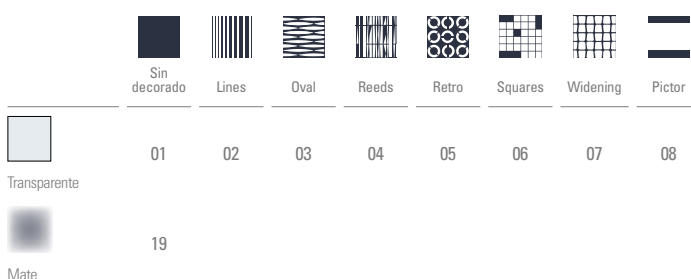 Sin
decorado Lines Oval Reeds Retro Squares Widening Pictor
01 02 03 04 05 06 07 08
Transparente
19
Mate